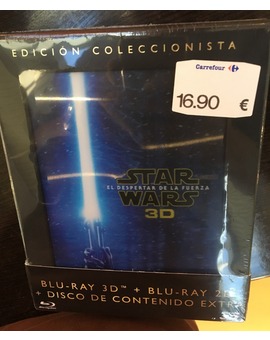 EDICIÓN COLECCIONISTA
Carrefour
16.90 €
STAR
EL DESPERTAR DE LA FUERZA
WARS
3D
BLU-RAY 3D™ + BLU-RAY 2D
+ DISCO DE CONTENIDO EXTRA